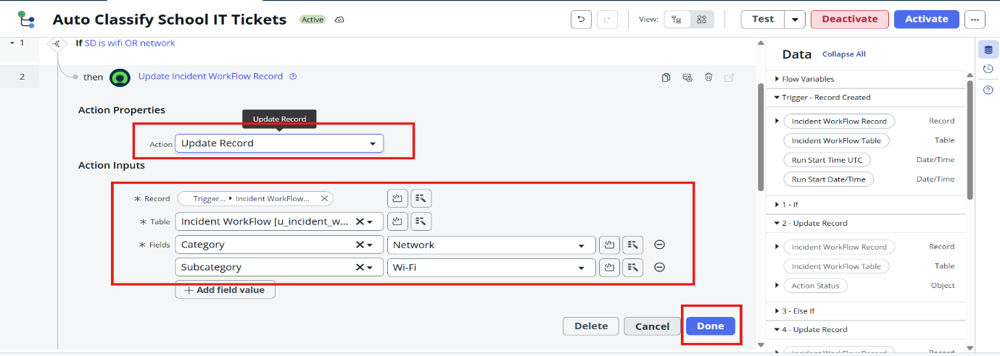 Auto Classify School IT Tickets Active View: Test Deactivate Activate
1 If SD is wifi OR network
2 then Update Incident WorkFlow Record
Action Properties
Update Record
Action Update Record
Action Inputs
* Record Trigger... ▸ Incident WorkFlow...
* Table Incident WorkFlow [u_incident_w...
* Fields Category Network
Subcategory Wi-Fi
+ Add field value
Delete Cancel Done
Data Collapse All
Flow Variables
Trigger - Record Created
Incident WorkFlow Record Record
Incident WorkFlow Table Table
Run Start Time UTC Date/Time
Run Start Date/Time Date/Time
1 - If
2 - Update Record
Incident WorkFlow Record Record
Incident WorkFlow Table Table
Action Status Object
3 - Else If
4 - Update Record
Incident WorkFlow Record Record